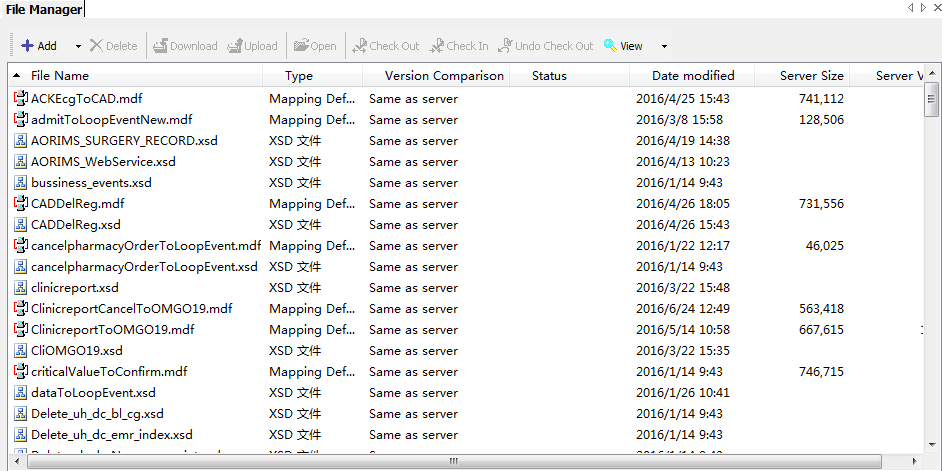 File Manager
Add Delete Download Upload Open Check Out Check In Undo Check Out View
File Name Type Version Comparison Status Date modified Server Size Server V
ACKEcgToCAD.mdf Mapping Def... Same as server 2016/4/25 15:43 741,112
admitToLoopEventNew.mdf Mapping Def... Same as server 2016/3/8 15:58 128,506
AORIMS_SURGERY_RECORD.xsd XSD 文件 Same as server 2016/4/19 14:38
AORIMS_WebService.xsd XSD 文件 Same as server 2016/4/13 10:23
bussiness_events.xsd XSD 文件 Same as server 2016/1/14 9:43
CADDelReg.mdf Mapping Def... Same as server 2016/4/26 18:05 731,556
CADDelReg.xsd XSD 文件 Same as server 2016/4/26 15:43
cancelpharmacyOrderToLoopEvent.mdf Mapping Def... Same as server 2016/1/22 12:17 46,025
cancelpharmacyOrderToLoopEvent.xsd XSD 文件 Same as server 2016/1/14 9:43
clinicreport.xsd XSD 文件 Same as server 2016/3/22 15:48
ClinicreportCancelToOMGO19.mdf Mapping Def... Same as server 2016/6/24 12:49 563,418
ClinicreportToOMGO19.mdf Mapping Def... Same as server 2016/5/14 10:58 667,615
CliOMGO19.xsd XSD 文件 Same as server 2016/3/22 15:35
criticalValueToConfirm.mdf Mapping Def... Same as server 2016/1/14 9:43 746,715
dataToLoopEvent.xsd XSD 文件 Same as server 2016/1/26 10:41
Delete_uh_dc_bl_cg.xsd XSD 文件 Same as server 2016/1/14 9:43
Delete_uh_dc_emr_index.xsd XSD 文件 Same as server 2016/1/14 9:43